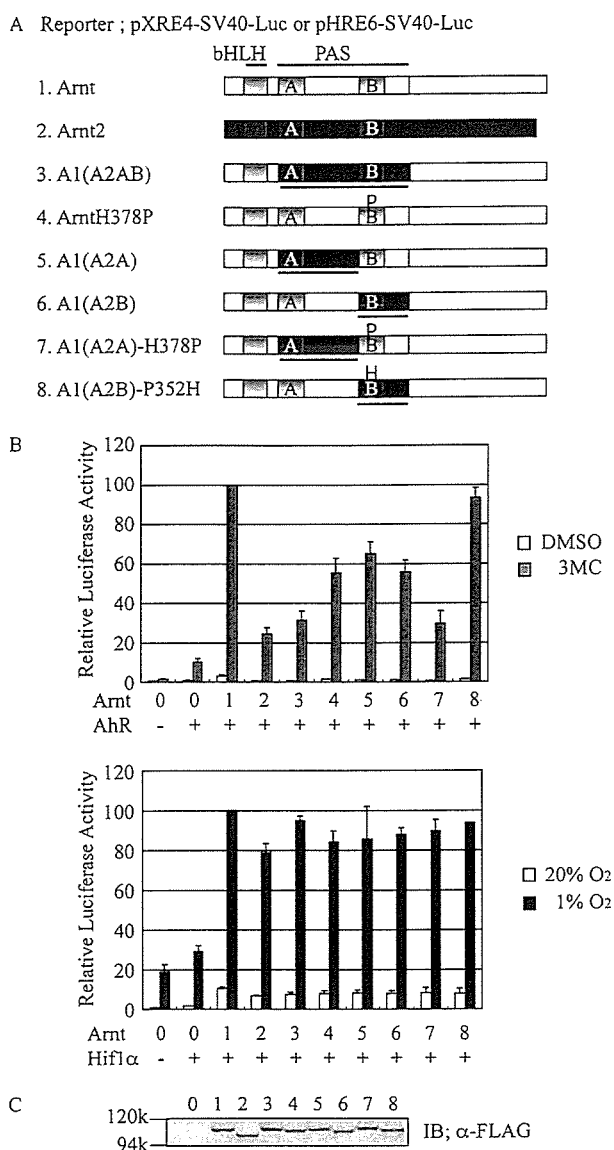 A Reporter ; pXRE4-SV40-Luc or pHRE6-SV40-Luc
bHLH PAS
1. Arnt A B
2. Arnt2 A B
3. A1(A2AB) A B
P
4. ArntH378P A B
5. A1(A2A) A B
6. A1(A2B) A B
P
7. A1(A2A)-H378P A B
H
8. A1(A2B)-P352H A B
B
Relative Luciferase Activity
120
100
80
60
40
20
0
DMSO
3MC
Arnt 0 0 1 2 3 4 5 6 7 8
AhR - + + + + + + + + +
Relative Luciferase Activity
120
100
80
60
40
20
0
20% O2
1% O2
Arnt 0 0 1 2 3 4 5 6 7 8
Hif1α - + + + + + + + + +
C 0 1 2 3 4 5 6 7 8
120k
94k
IB; α-FLAG